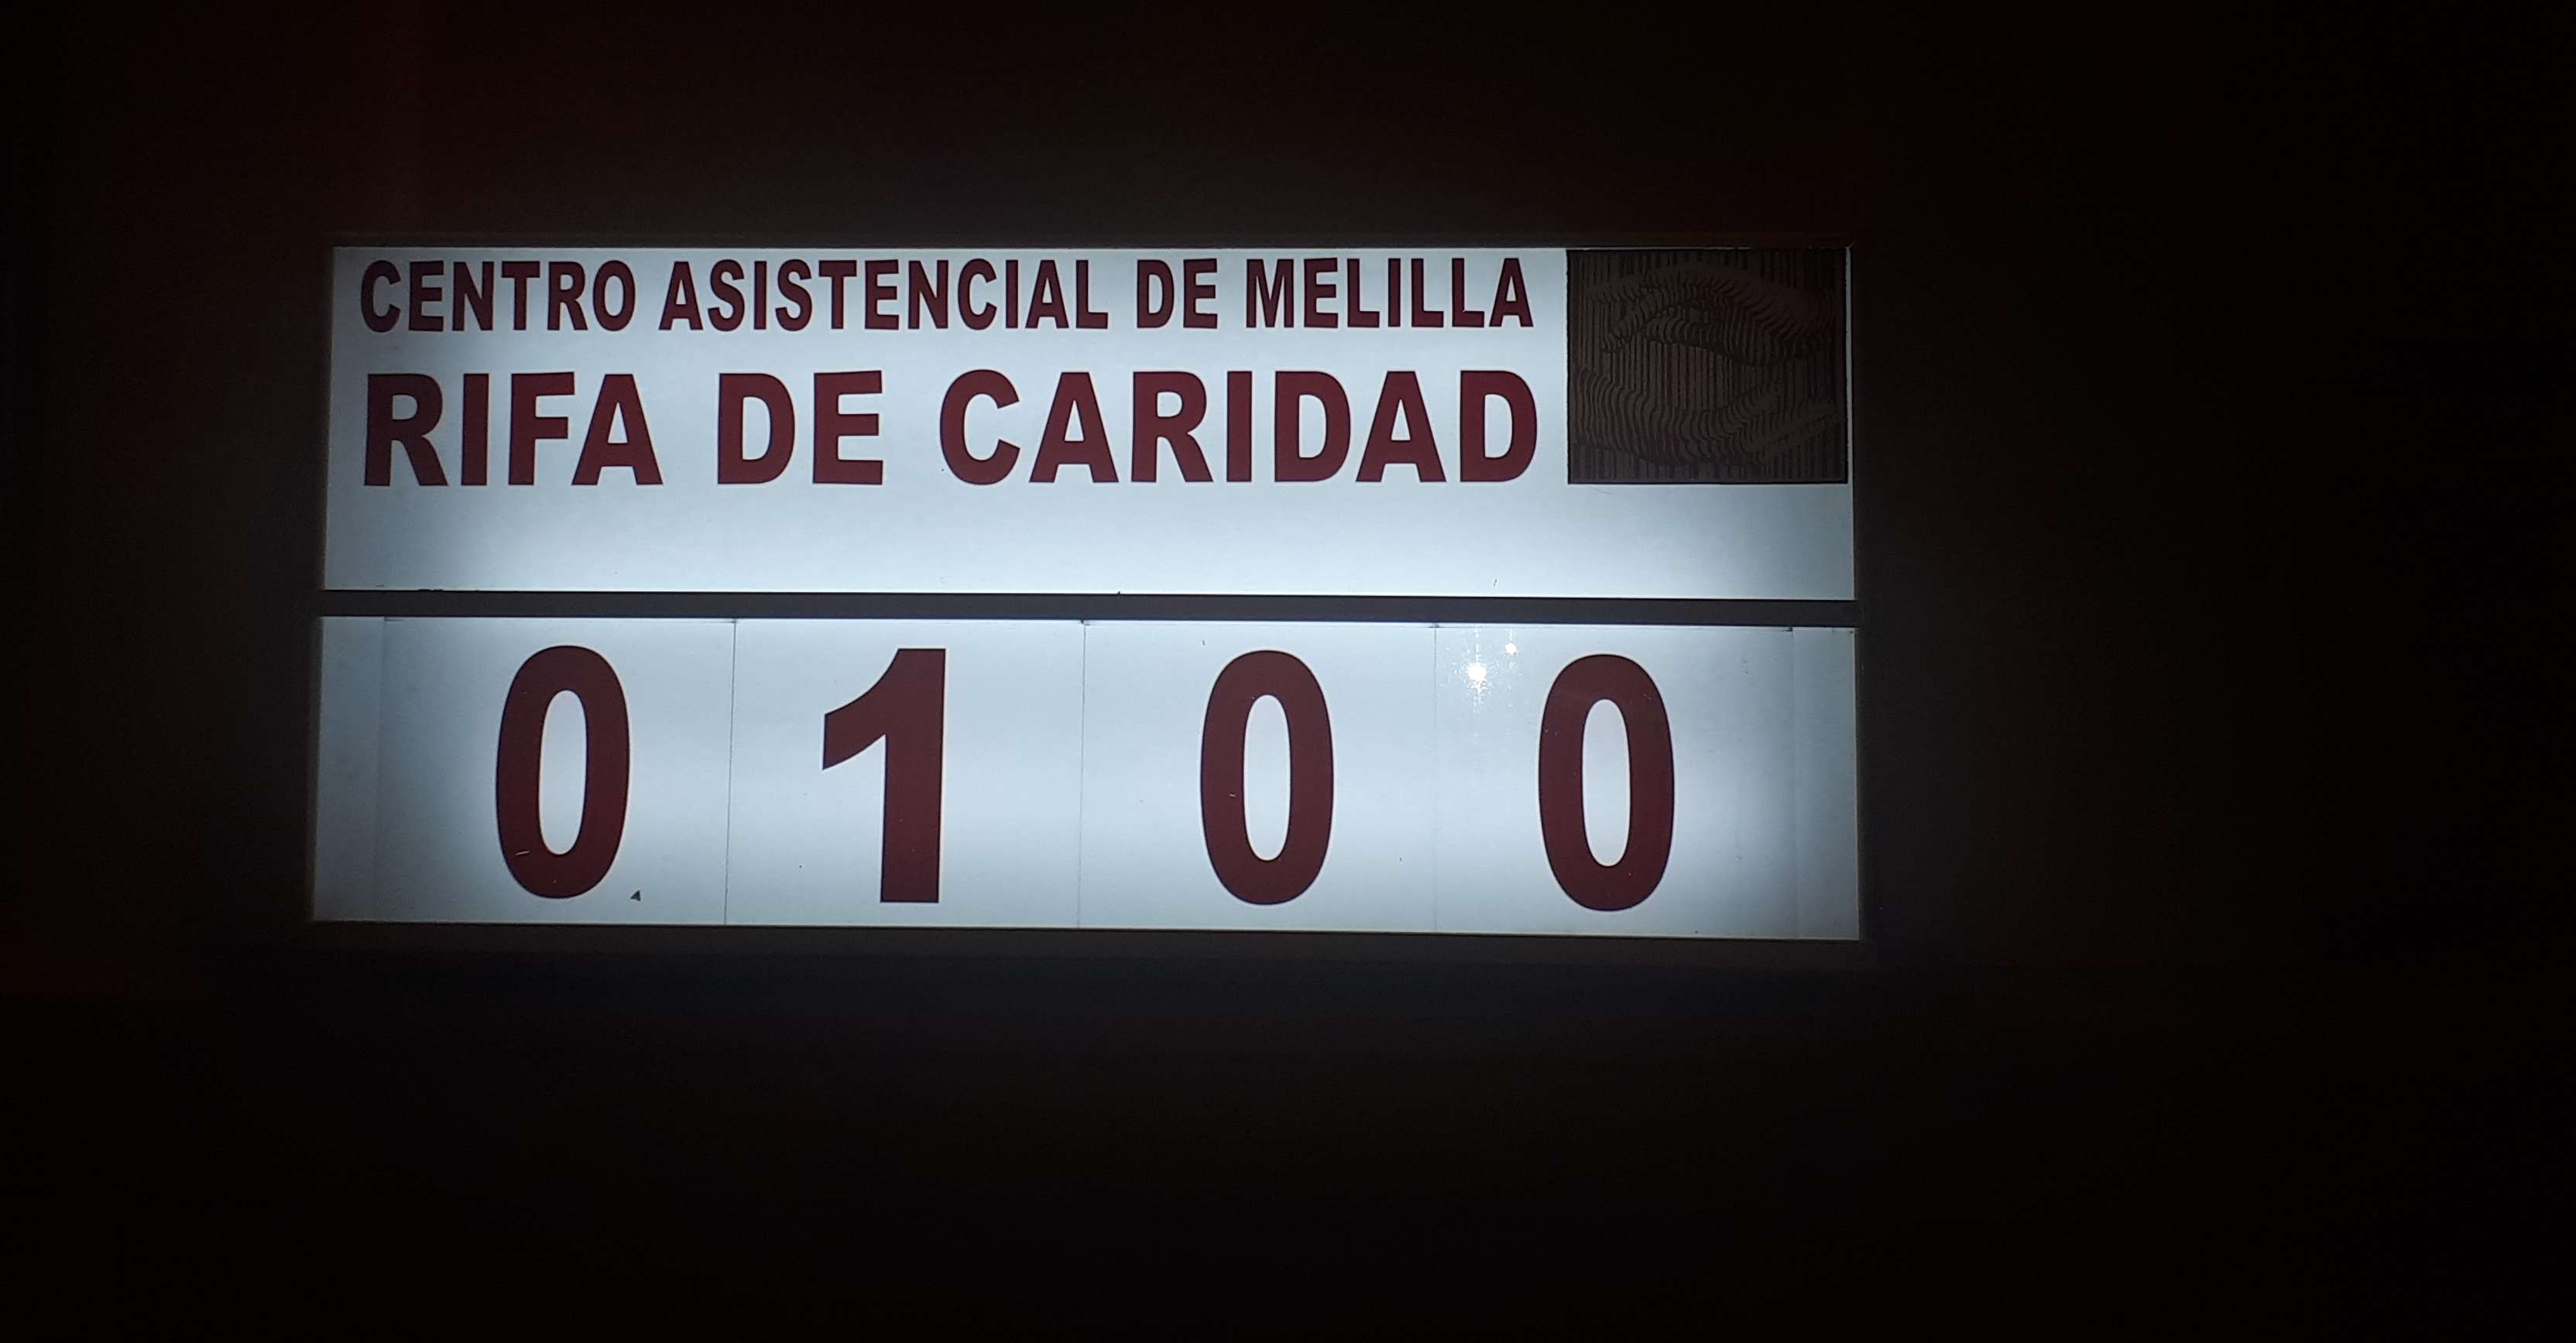 CENTRO ASISTENCIAL DE MELILLA
RIFA DE CARIDAD
0 1 0 0